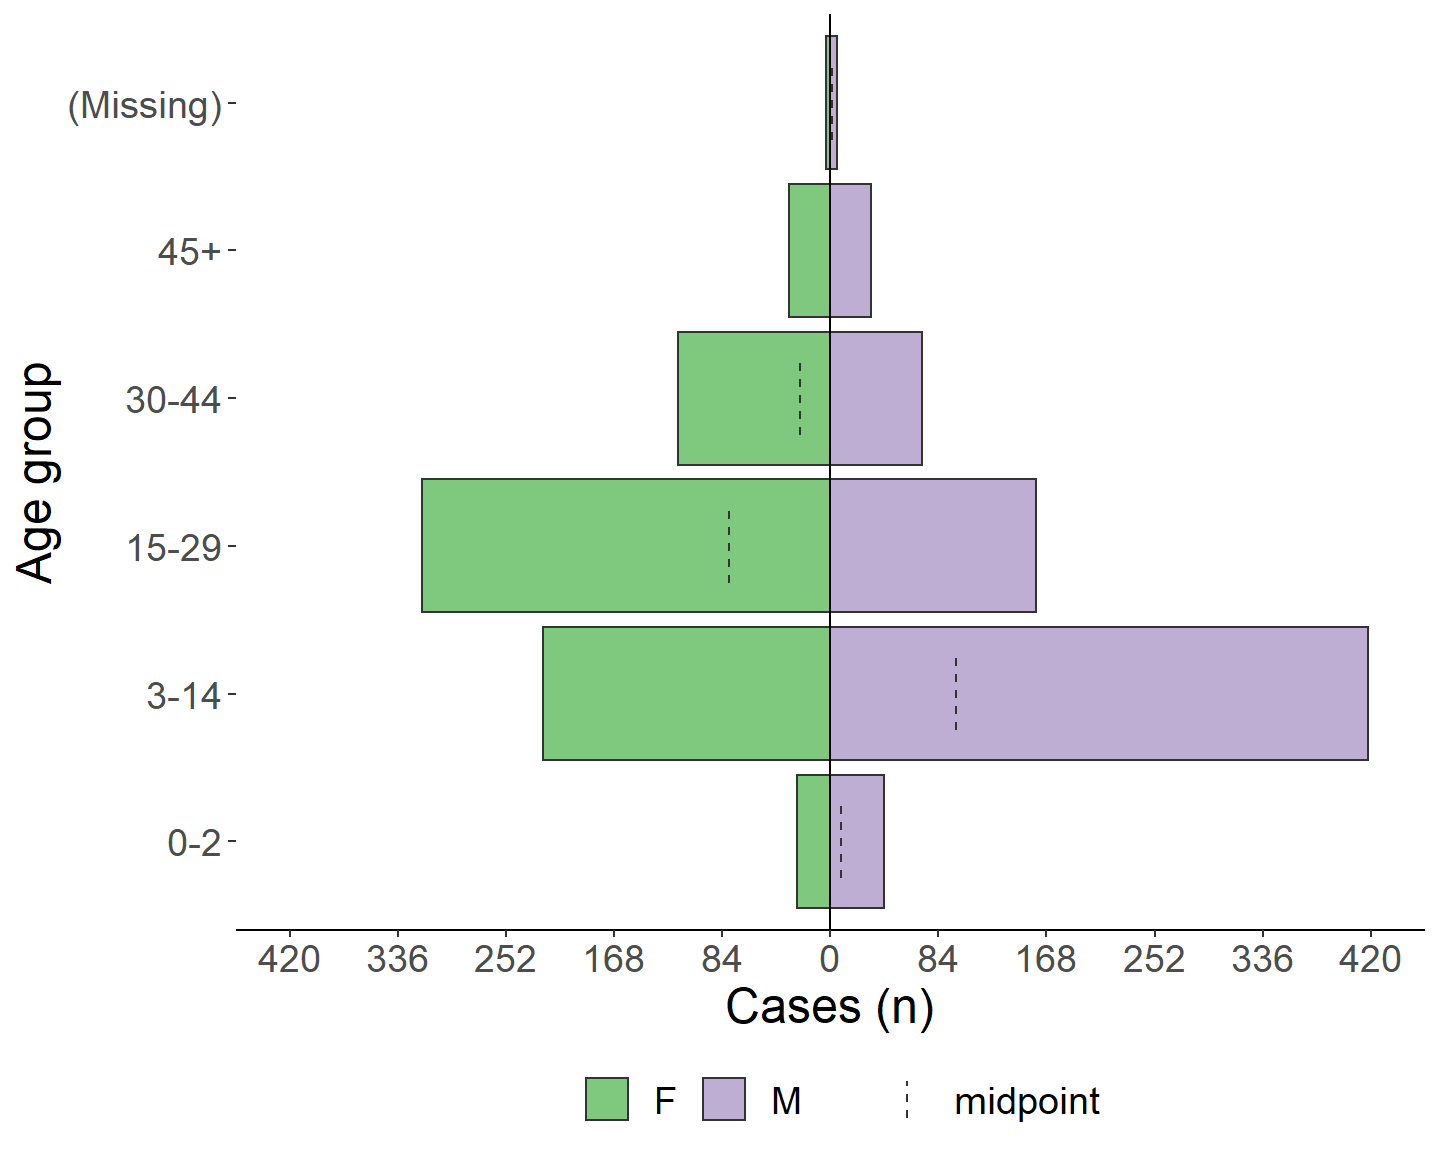 (Missing)
45+
30-44
15-29
3-14
0-2
Age group
420 336 252 168 84 0 84 168 252 336 420
Cases (n)
F M midpoint